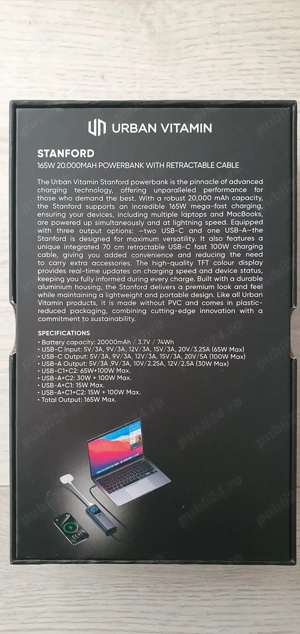 URBAN VITAMIN
STANFORD
165W 20.000MAH POWERBANK WITH RETRACTABLE CABLE
The Urban Vitamin Stanford powerbank is the pinnacle of advanced
charging technology, offering unparalleled performance for
those who demand the best. With a robust 20,000 mAh capacity,
the Stanford supports an incredible 165W mega-fast charging,
ensuring your devices, including multiple laptops and MacBooks,
are powered up simultaneously and at lightning speed. Equipped
with three output options: —two USB-C and one USB-A—the
Stanford is designed for maximum versatility. It also features a
unique integrated 70 cm retractable USB-C fast 100W charging
cable, giving you added convenience and reducing the need
to carry extra accessories. The high-quality TFT colour display
provides real-time updates on charging speed and device status,
keeping you fully informed during every charge. Built with a durable
aluminum housing, the Stanford delivers a premium look and feel
while maintaining a lightweight and portable design. Like all Urban
Vitamin products, it is made without PVC and comes in plastic-
reduced packaging, combining cutting-edge innovation with a
commitment to sustainability.
SPECIFICATIONS
• Battery capacity: 20000mAh / 3.7V / 74Wh
• USB-C Input: 5V/3A, 9V/3A, 12V/3A, 15V/3A, 20V/3.25A (65W Max)
• USB-C Output: 5V/3A, 9V/3A, 12V/3A, 15V/3A, 20V/5A (100W Max)
• USB-A Output: 5V/3A, 9V/3A, 10V/2.25A, 12V/2.5A (30W Max)
• USB-C1+C2: 65W+100W Max.
• USB-A+C2: 30W + 100W Max.
• USB-A+C1: 15W Max.
• USB-A+C1+C2: 15W + 100W Max.
• Total Output: 165W Max.